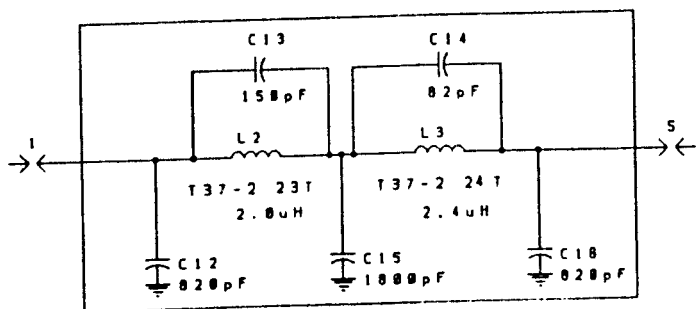 C13
C14
150pF
82pF
1
5
L2
L3
T37-2 23T
T37-2 24T
2.0uH
2.4uH
C12
820pF
C15
1800pF
C18
820pF